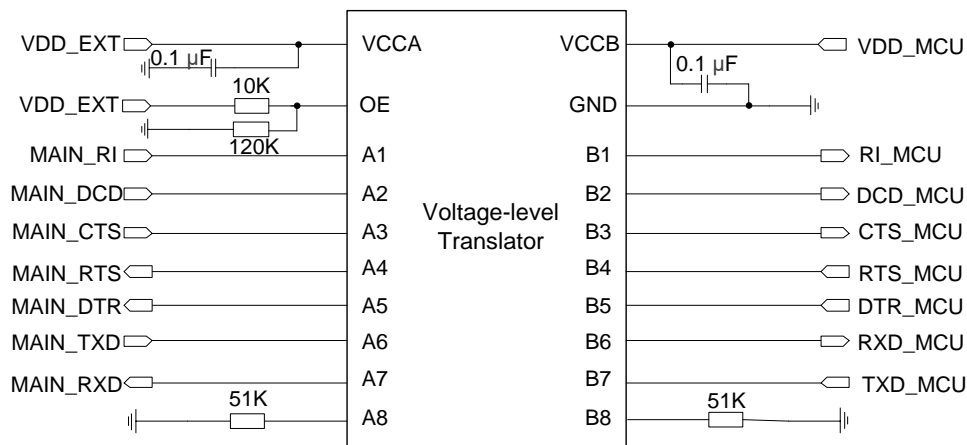 VDD_EXT VCCA VCCB VDD_MCU
0.1 µF 0.1 µF
10K
VDD_EXT OE GND
120K
MAIN_RI A1 B1 RI_MCU
MAIN_DCD A2 B2 DCD_MCU
Voltage-level
Translator
MAIN_CTS A3 B3 CTS_MCU
MAIN_RTS A4 B4 RTS_MCU
MAIN_DTR A5 B5 DTR_MCU
MAIN_TXD A6 B6 RXD_MCU
MAIN_RXD A7 B7 TXD_MCU
51K 51K
A8 B8